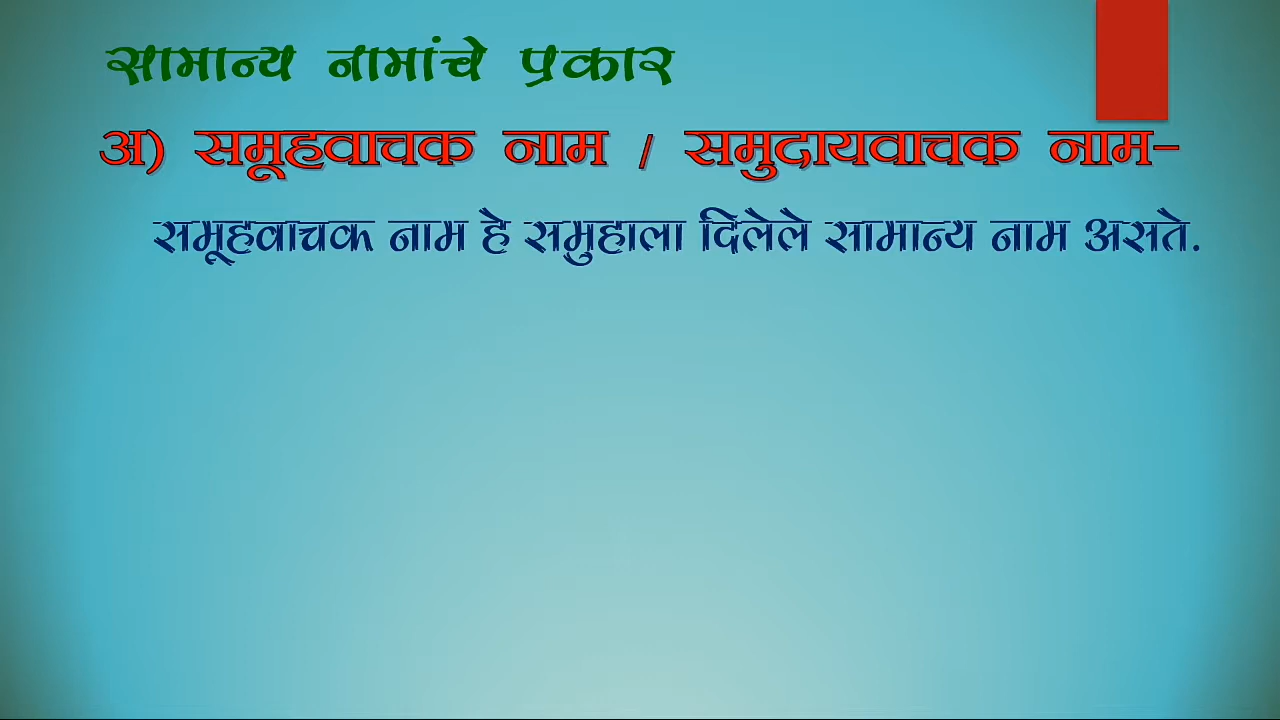 सामान्य नामांचे प्रकार
अ) समूहवाचक नाम / समुदायवाचक नाम-
समूहवाचक नाम हे समुहाला दिलेले सामान्य नाम असते.